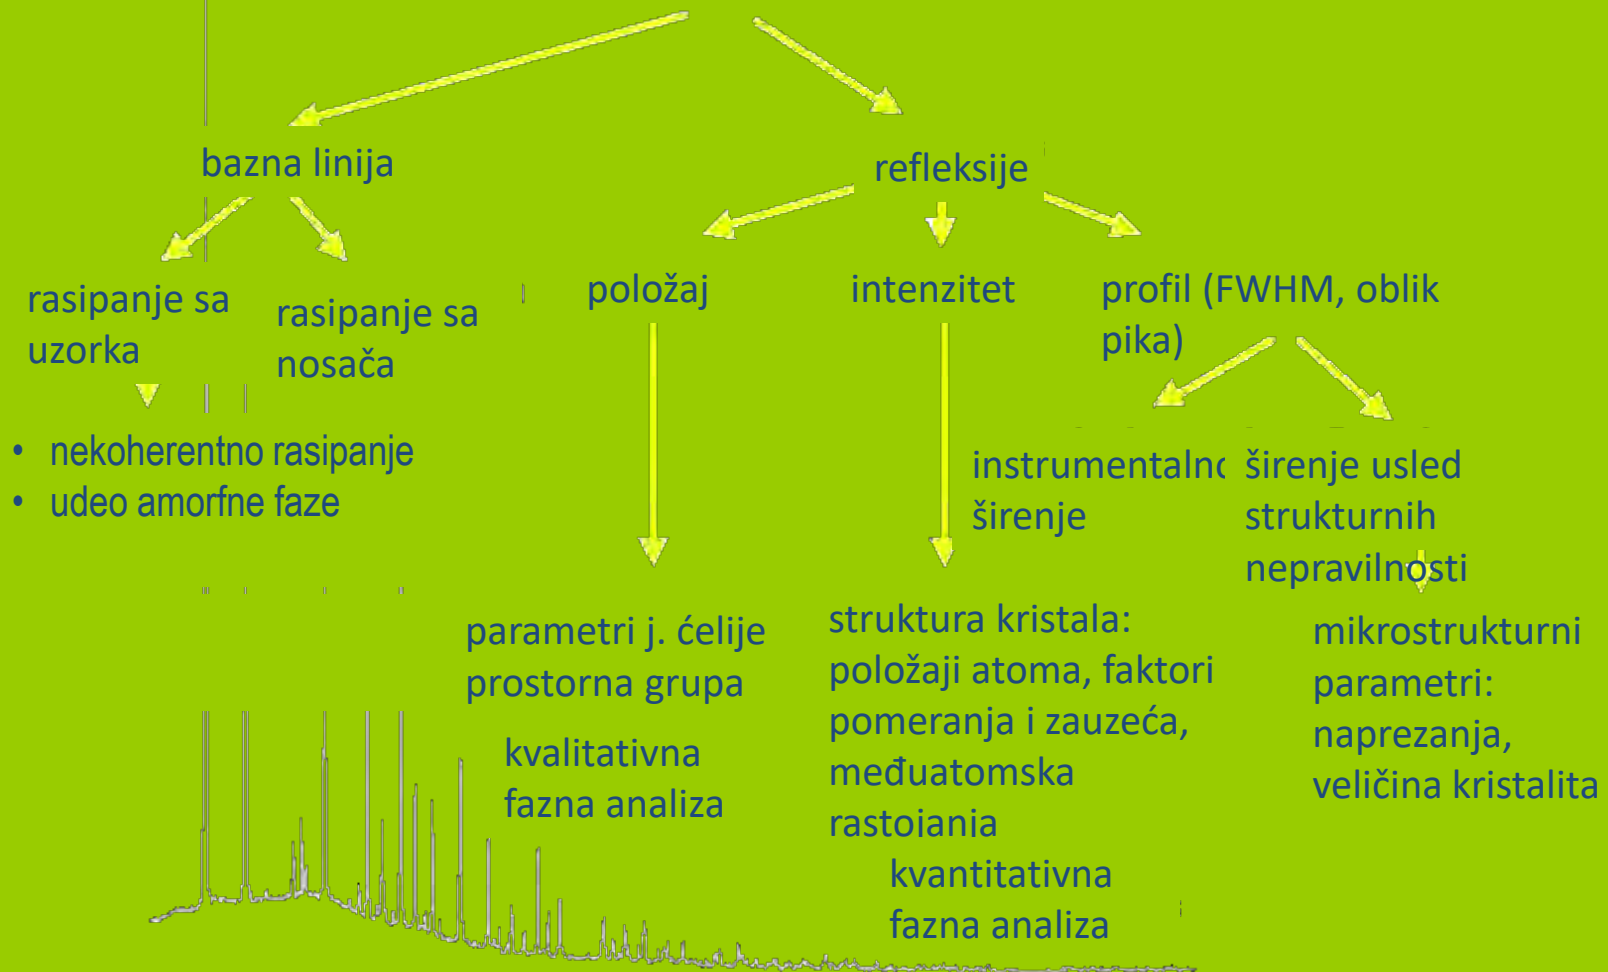 bazna linija
refleksije
rasipanje sa
uzorka
rasipanje sa
nosača
položaj
intenzitet
profil (FWHM, oblik
pika)
• nekoherentno rasipanje
• udeo amorfne faze
instrumentalno
širenje
širenje usled
strukturnih
nepravilnosti
parametri j. ćelije
prostorna grupa
kvalitativna
fazna analiza
struktura kristala:
položaji atoma, faktori
pomeranja i zauzeća,
međuatomska
rastojanja
kvantitativna
fazna analiza
mikrostrukturni
parametri:
naprezanja,
veličina kristalita